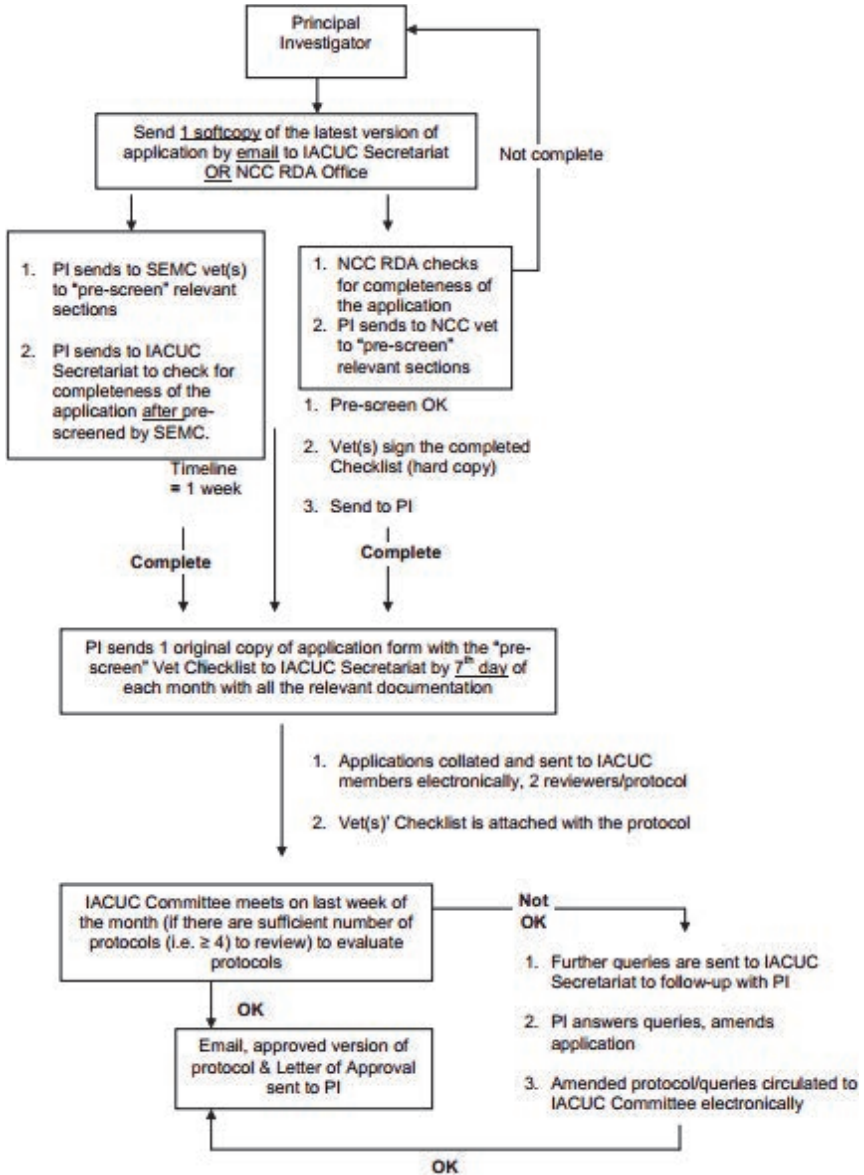 Principal
Investigator
Send 1 softcopy of the latest version of
application by email to IACUC Secretariat
OR NCC RDA Office
Not complete
1. PI sends to SEMC vet(s)
to "pre-screen" relevant
sections
2. PI sends to IACUC
Secretariat to check for
completeness of the
application after pre-
screened by SEMC.
1. NCC RDA checks
for completeness of
the application
2. PI sends to NCC vet
to "pre-screen"
relevant sections
Timeline
= 1 week
1. Pre-screen OK
2. Vet(s) sign the completed
Checklist (hard copy)
3. Send to PI
Complete
Complete
PI sends 1 original copy of application form with the "pre-
screen" Vet Checklist to IACUC Secretariat by 7th day of
each month with all the relevant documentation
1. Applications collated and sent to IACUC
members electronically, 2 reviewers/protocol
2. Vet(s)' Checklist is attached with the protocol
IACUC Committee meets on last week of
the month (if there are sufficient number of
protocols (i.e. ≥ 4) to review) to evaluate
protocols
Not
OK
1. Further queries are sent to IACUC
Secretariat to follow-up with PI
2. PI answers queries, amends
application
3. Amended protocol/queries circulated to
IACUC Committee electronically
OK
Email, approved version of
protocol & Letter of Approval
sent to PI
OK